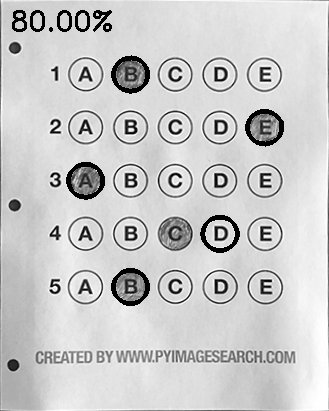 80.00%
1 A B C D E
2 A B C D E
3 A B C D E
4 A B C D E
5 A B C D E
CREATED BY WWW.PYIMAGESEARCH.COM